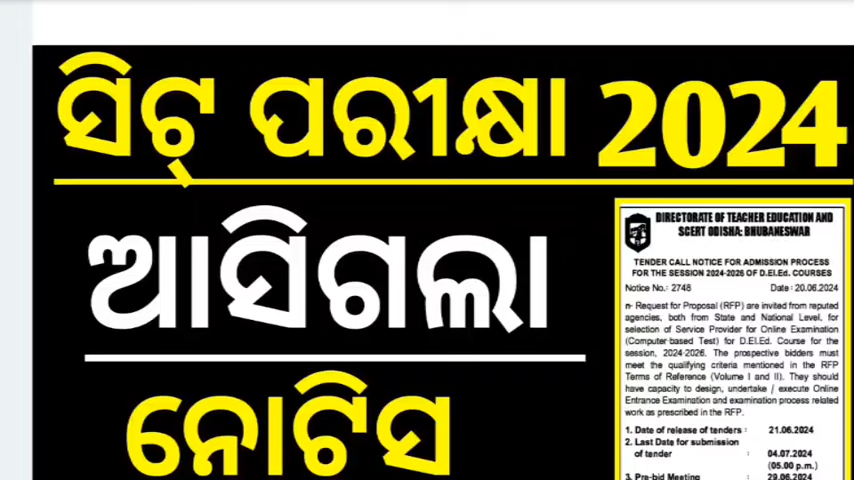 ସିଟ୍ ପରୀକ୍ଷା 2024
ଆସିଗଲା
ନୋଟିସ
DIRECTORATE OF TEACHER EDUCATION AND
SCERT ODISHA: BHUBANESWAR
TENDER CALL NOTICE FOR ADMISSION PROCESS
FOR THE SESSION 2024-2026 OF D.El.Ed. COURSES
Notice No.: 2748 Date : 20.06.2024
n- Request for Proposal (RFP) are invited from reputed
agencies, both from State and National Level, for
selection of Service Provider for Online Examination
(Computer-based Test) for D.El.Ed. Course for the
session, 2024-2026. The prospective bidders must
meet the qualifying criteria mentioned in the RFP
Terms of Reference (Volume I and II). They should
have capacity to design, undertake / execute Online
Entrance Examination and examination process related
work as prescribed in the RFP.
1. Date of release of tenders : 21.06.2024
2. Last Date for submission
of tender : 04.07.2024
(05.00 p.m.)
3. Pre-bid Meeting : 29.06.2024